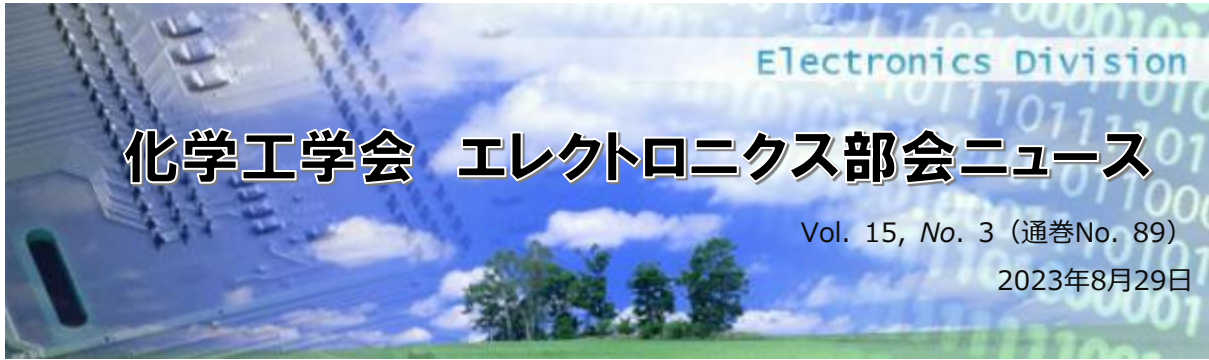 Electronics Division
化学工学会 エレクトロニクス部会ニュース
Vol. 15, No. 3（通巻No. 89）
2023年8月29日